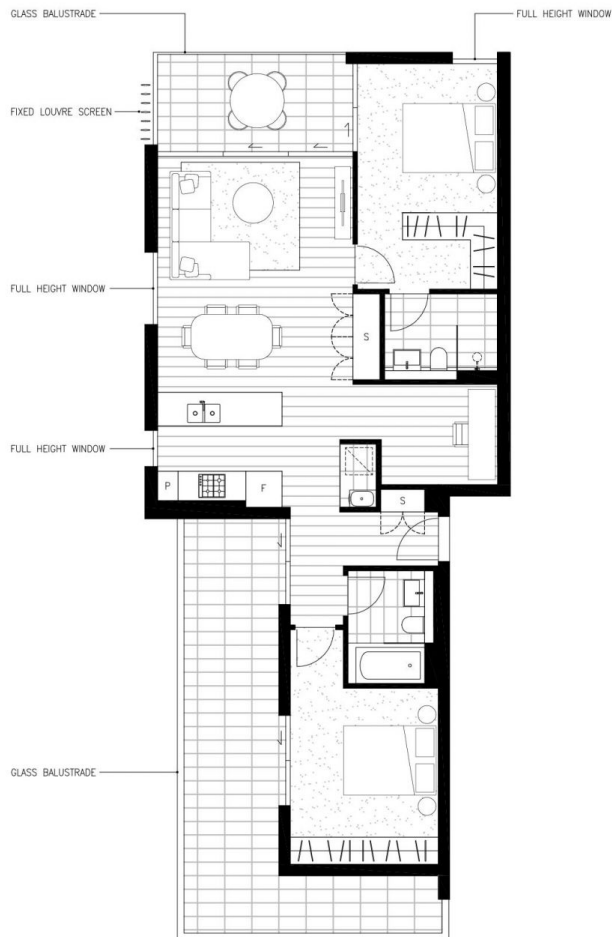 GLASS BALUSTRADE
FULL HEIGHT WINDOW
FIXED LOUVRE SCREEN
FULL HEIGHT WINDOW
S
FULL HEIGHT WINDOW
P
F
S
GLASS BALUSTRADE